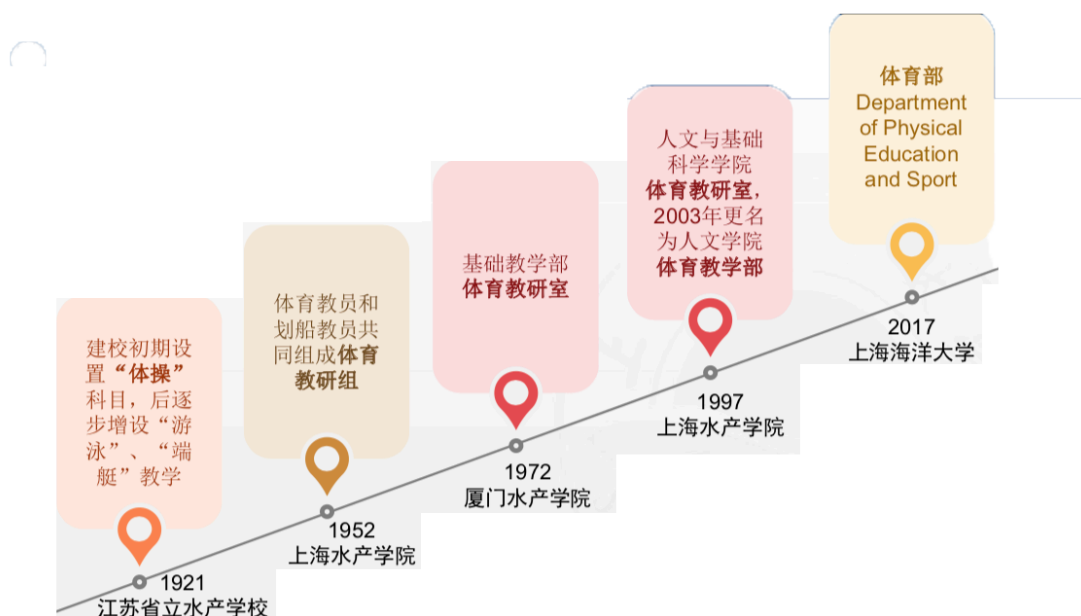 建校初期设
置“体操”
科目，后逐
步增设“游
泳”、“端
艇”教学
1921
江苏省立水产学校
体育教员和
划船教员共
同组成体育
教研组
1952
上海水产学院
基础教学部
体育教研室
1972
厦门水产学院
人文与基础
科学学院
体育教研室，
2003年更名
为人文学院
体育教学部
1997
上海水产学院
体育部
Department
of Physical
Education
and Sport
2017
上海海洋大学